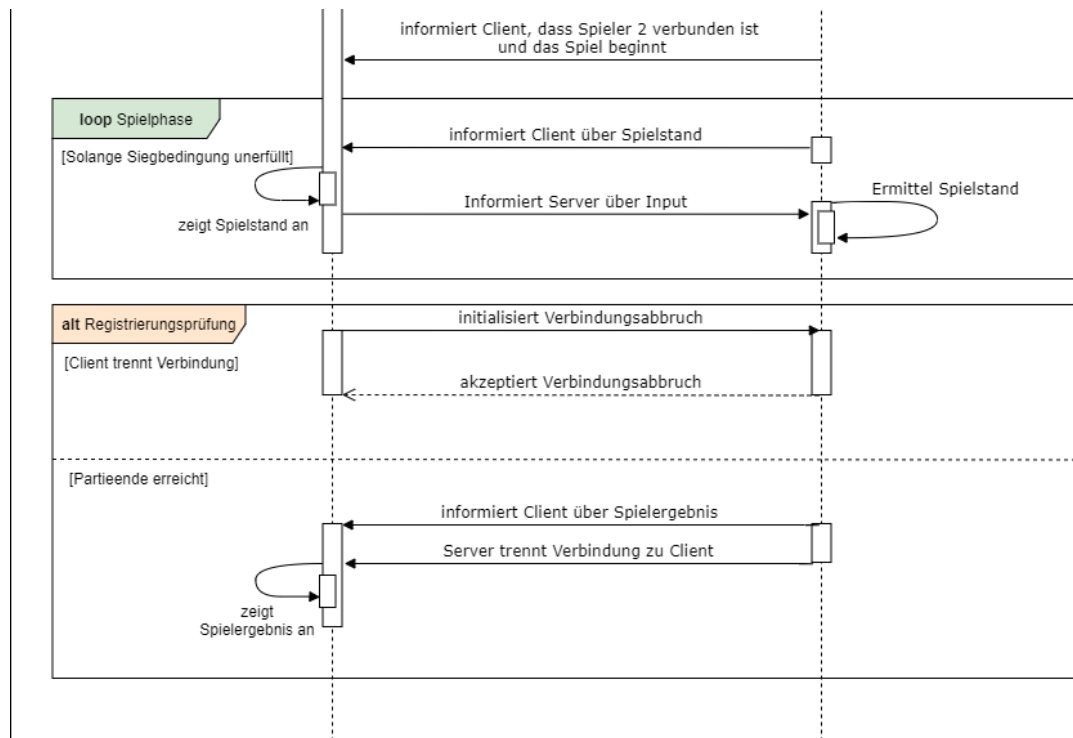 informiert Client, dass Spieler 2 verbunden ist
und das Spiel beginnt
loop Spielphase
informiert Client über Spielstand
[Solange Siegbedingung unerfüllt]
Ermittel Spielstand
Informiert Server über Input
zeigt Spielstand an
alt Registrierungsprüfung
initialisiert Verbindungsabbruch
[Client trennt Verbindung]
akzeptiert Verbindungsabbruch
[Partieende erreicht]
informiert Client über Spielergebnis
Server trennt Verbindung zu Client
zeigt
Spielergebnis an